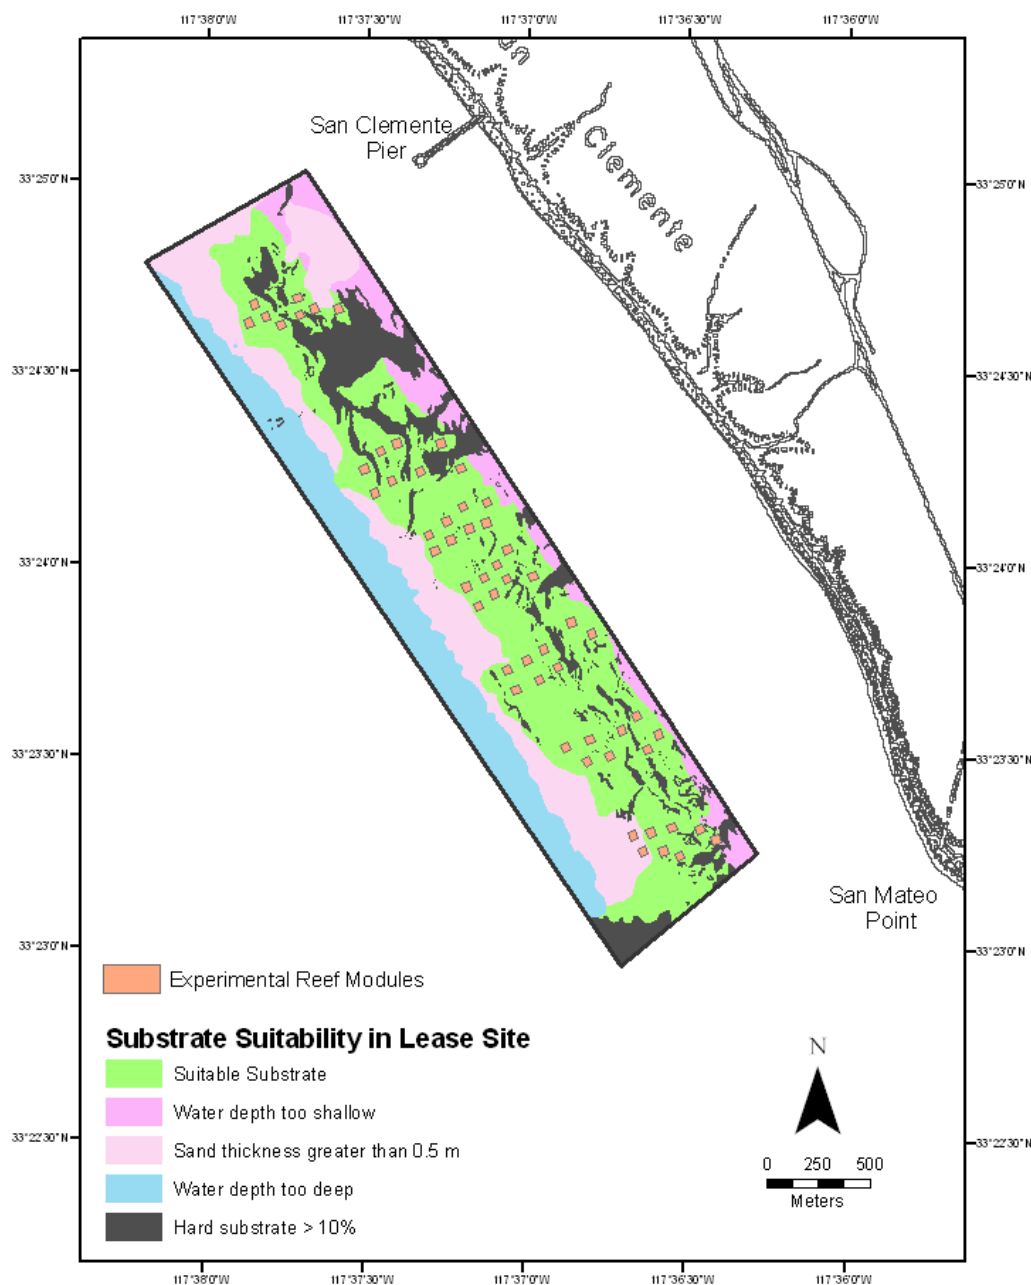 117°38'0"W 117°37'30"W 117°37'0"W 117°36'30"W 117°36'0"W
Clemente
San Clemente
Pier
33°25'0"N 33°25'0"N
33°24'30"N 33°24'30"N
33°24'0"N 33°24'0"N
33°23'30"N 33°23'30"N
San Mateo
Point
33°23'0"N 33°23'0"N
Experimental Reef Modules
Substrate Suitability in Lease Site
Suitable Substrate
Water depth too shallow
Sand thickness greater than 0.5 m
Water depth too deep
Hard substrate > 10%
N
33°22'30"N 33°22'30"N
0 250 500
Meters
117°38'0"W 117°37'30"W 117°37'0"W 117°36'30"W 117°36'0"W